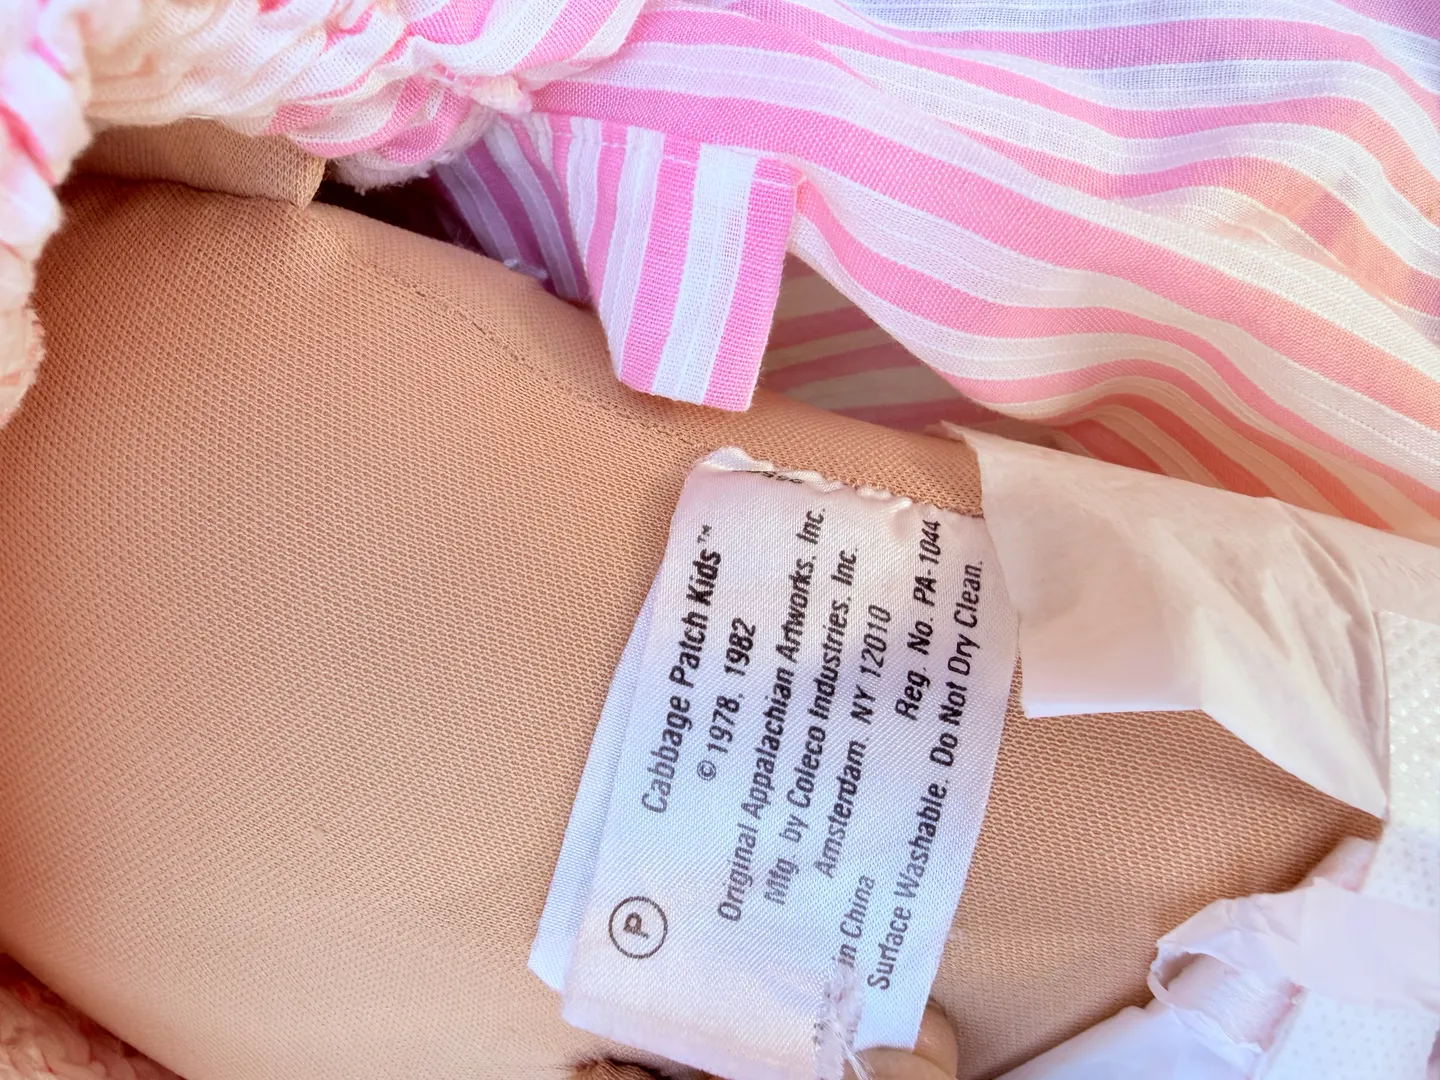 Cabbage Patch Kids™
© 1978, 1982
Original Appalachian Artworks, Inc.
Mfg. by Coleco Industries, Inc.
Amsterdam, NY 12010
in China Reg. No. PA-1044
Surface Washable. Do Not Dry Clean.
P